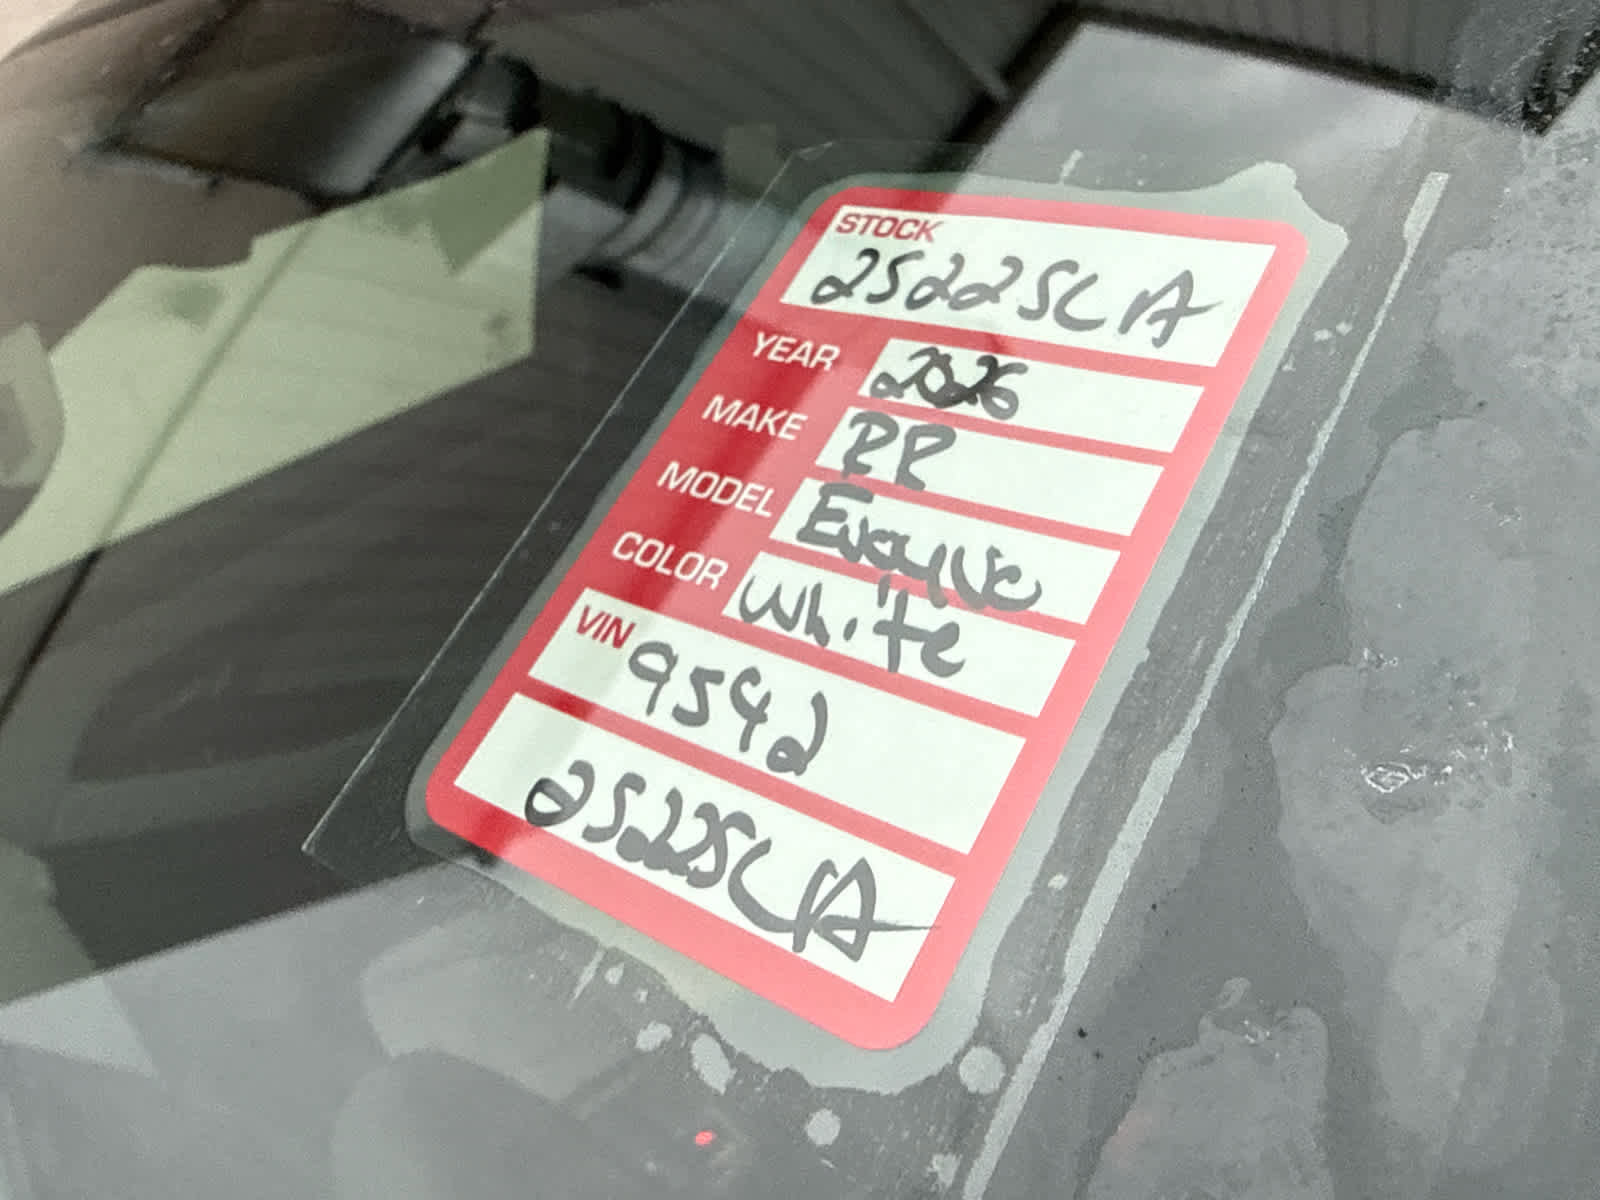 STOCK
25225LA
YEAR 2026
MAKE RR
MODEL Evoque
COLOR White
VIN 9542
25225LA